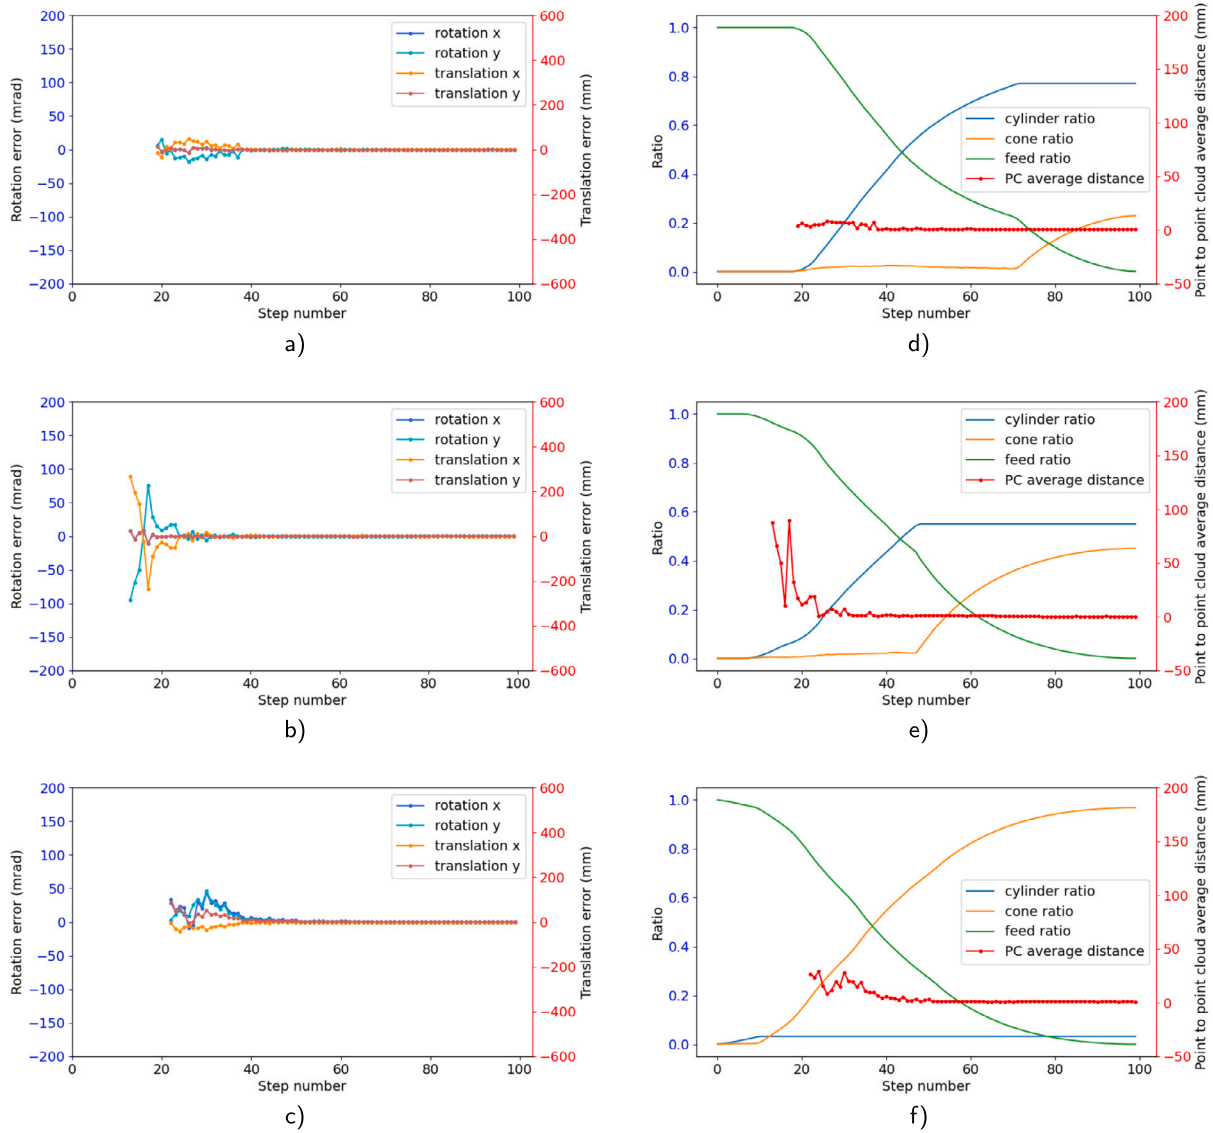 200
150
100
50
0
−50
−100
−150
−200
Rotation error (mrad)
600
400
200
0
−200
−400
−600
Translation error (mm)
rotation x
rotation y
translation x
translation y
0 20 40 60 80 100
Step number
a)
1.0
0.8
0.6
0.4
0.2
0.0
Ratio
200
150
100
50
0
−50
Point to point cloud average distance (mm)
cylinder ratio
cone ratio
feed ratio
PC average distance
0 20 40 60 80 100
Step number
d)
200
150
100
50
0
−50
−100
−150
−200
Rotation error (mrad)
600
400
200
0
−200
−400
−600
Translation error (mm)
rotation x
rotation y
translation x
translation y
0 20 40 60 80 100
Step number
b)
1.0
0.8
0.6
0.4
0.2
0.0
Ratio
200
150
100
50
0
−50
Point to point cloud average distance (mm)
cylinder ratio
cone ratio
feed ratio
PC average distance
0 20 40 60 80 100
Step number
e)
200
150
100
50
0
−50
−100
−150
−200
Rotation error (mrad)
600
400
200
0
−200
−400
−600
Translation error (mm)
rotation x
rotation y
translation x
translation y
0 20 40 60 80 100
Step number
c)
1.0
0.8
0.6
0.4
0.2
0.0
Ratio
200
150
100
50
0
−50
Point to point cloud average distance (mm)
cylinder ratio
cone ratio
feed ratio
PC average distance
0 20 40 60 80 100
Step number
f)